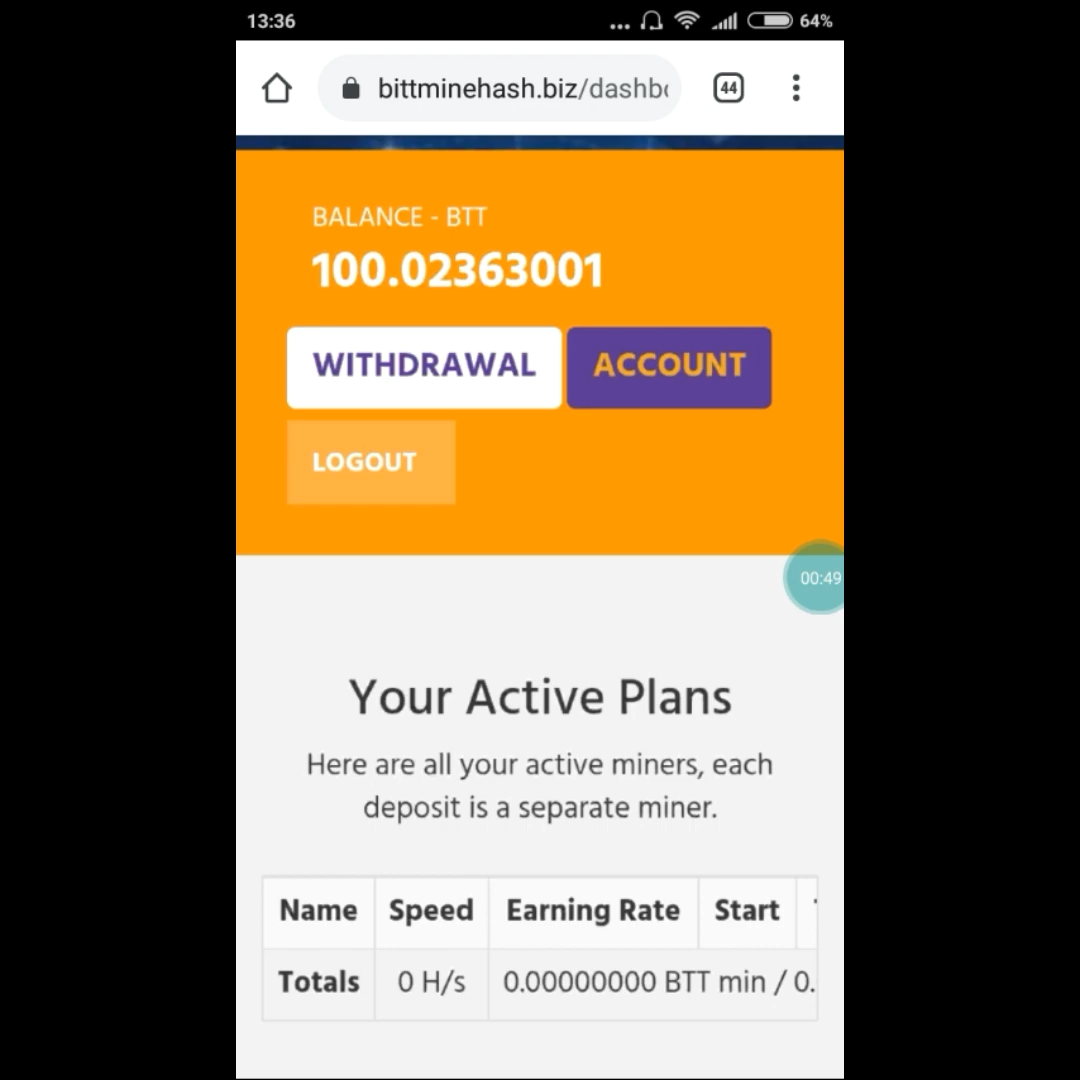 13:36 ... 64%
bittminehash.biz/dashbo 44
BALANCE - BTT
100.02363001
WITHDRAWAL ACCOUNT
LOGOUT
00:49
Your Active Plans
Here are all your active miners, each
deposit is a separate miner.
Name Speed Earning Rate Start
Totals 0 H/s 0.00000000 BTT min / 0.